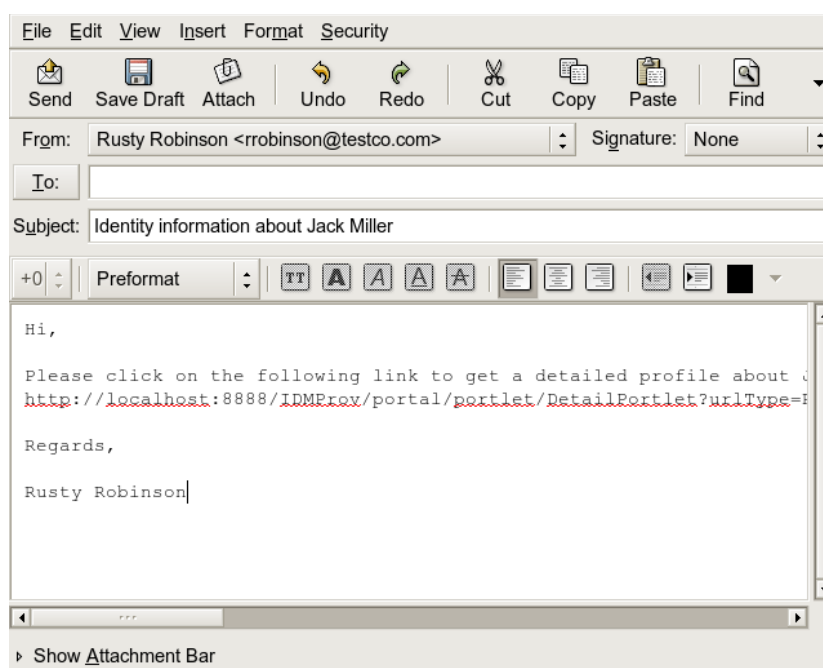 File Edit View Insert Format Security
Send Save Draft Attach Undo Redo Cut Copy Paste Find
From: Rusty Robinson <rrobinson@testco.com> Signature: None
To:
Subject: Identity information about Jack Miller
+0 Preformat TT A A A A
Hi,
Please click on the following link to get a detailed profile about
http://localhost:8888/IDMProv/portal/portlet/DetailPortlet?urlType=
Regards,
Rusty Robinson
Show Attachment Bar